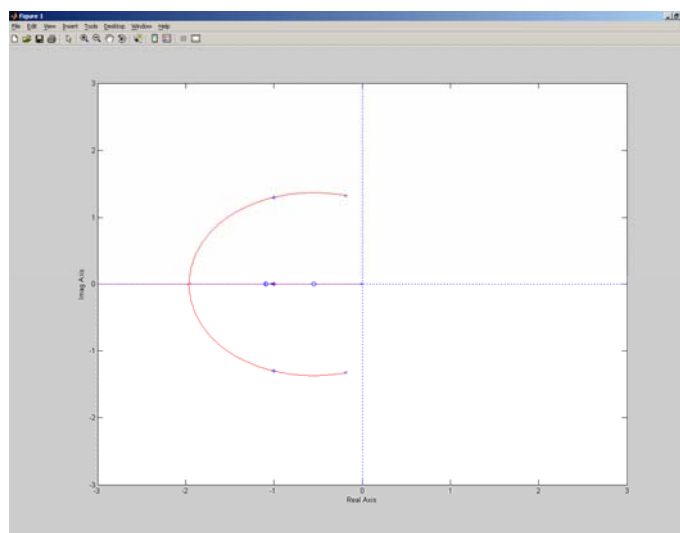 Figure 1
File Edit View Insert Tools Desktop Window Help
3
2
1
0
-1
-2
-3
Imag Axis
-3 -2 -1 0 1 2 3
Real Axis